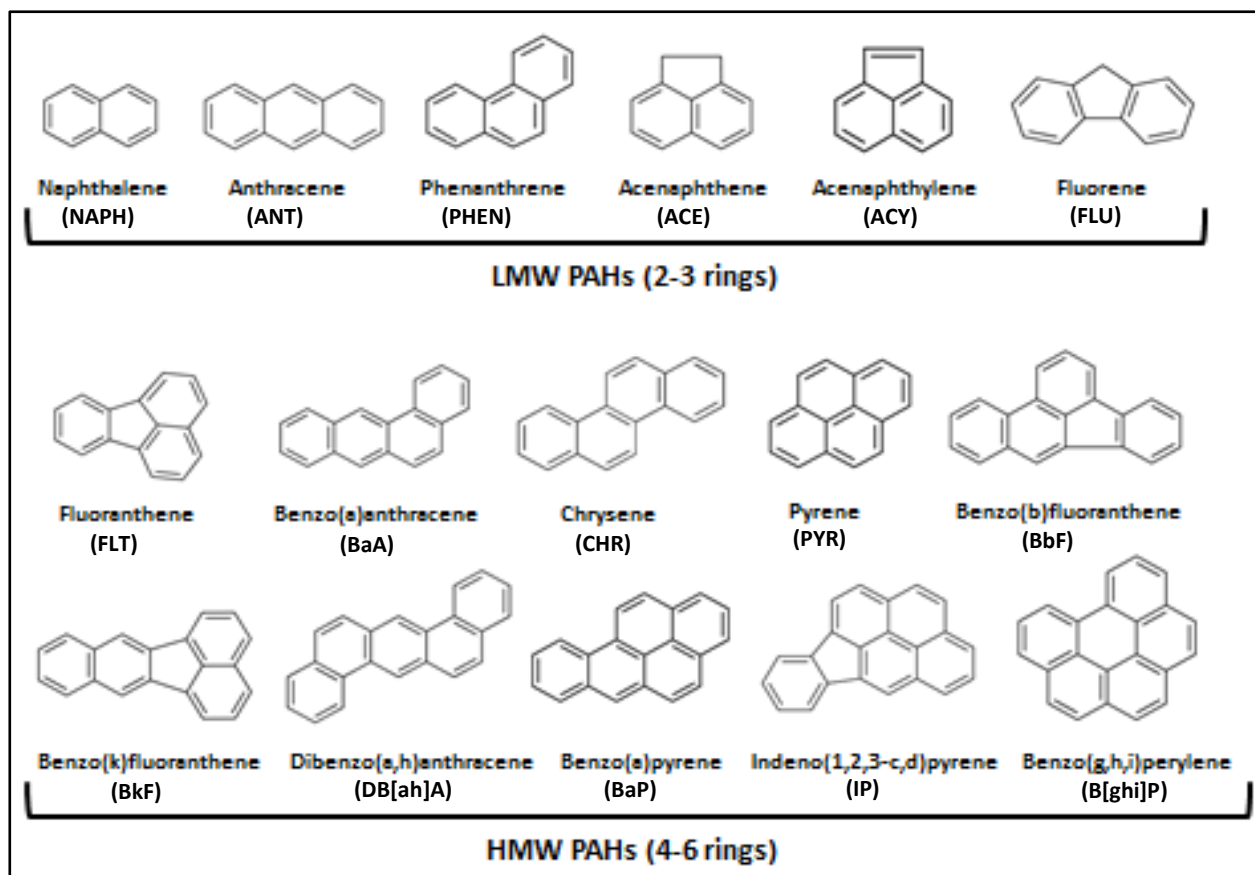 Naphthalene Anthracene Phenanthrene Acenaphthene Acenaphthylene Fluorene
(NAPH) (ANT) (PHEN) (ACE) (ACY) (FLU)
LMW PAHs (2-3 rings)
Fluoranthene Benzo(a)anthracene Chrysene Pyrene Benzo(b)fluoranthene
(FLT) (BaA) (CHR) (PYR) (BbF)
Benzo(k)fluoranthene Dibenzo(a,h)anthracene Benzo(a)pyrene Indeno(1,2,3-c,d)pyrene Benzo(g,h,i)perylene
(BkF) (DB[ah]A) (BaP) (IP) (B[ghi]P)
HMW PAHs (4-6 rings)